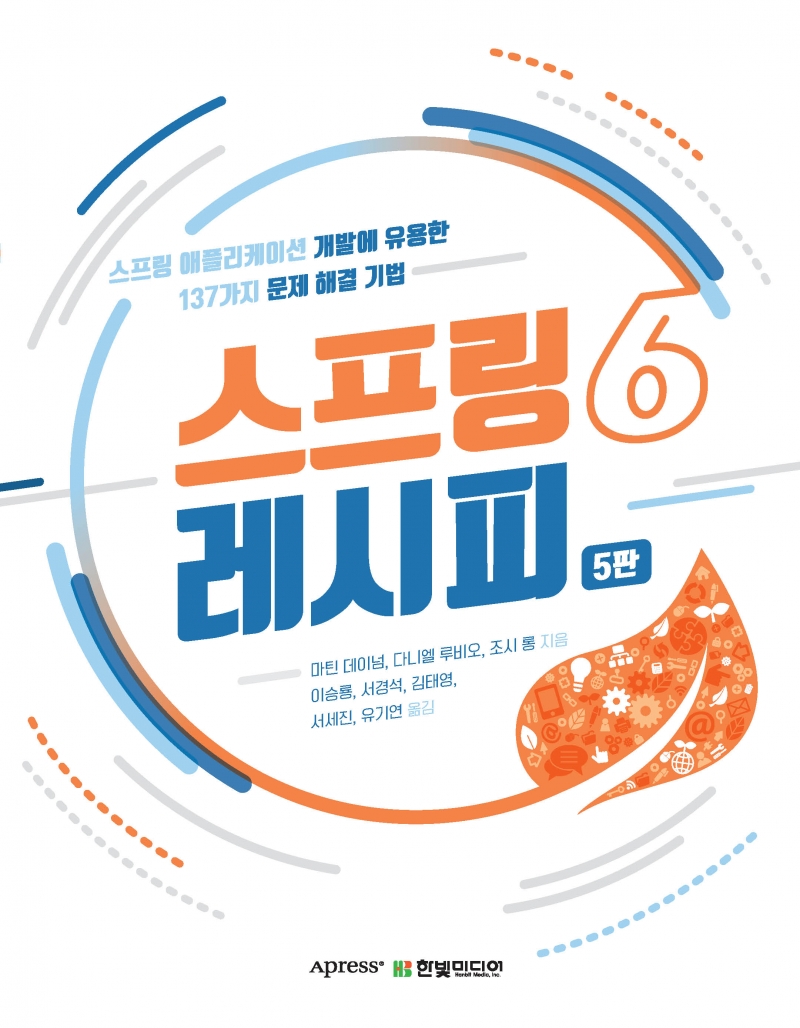 스프링 애플리케이션 개발에 유용한
137가지 문제 해결 기법
스프링 6
레시피
5판
마틴 데이넘, 다니엘 루비오, 조시 롱 지음
이승룡, 서경석, 김태영,
서세진, 유기연 옮김
Apress® HB 한빛미디어
Hanbit Media, Inc.